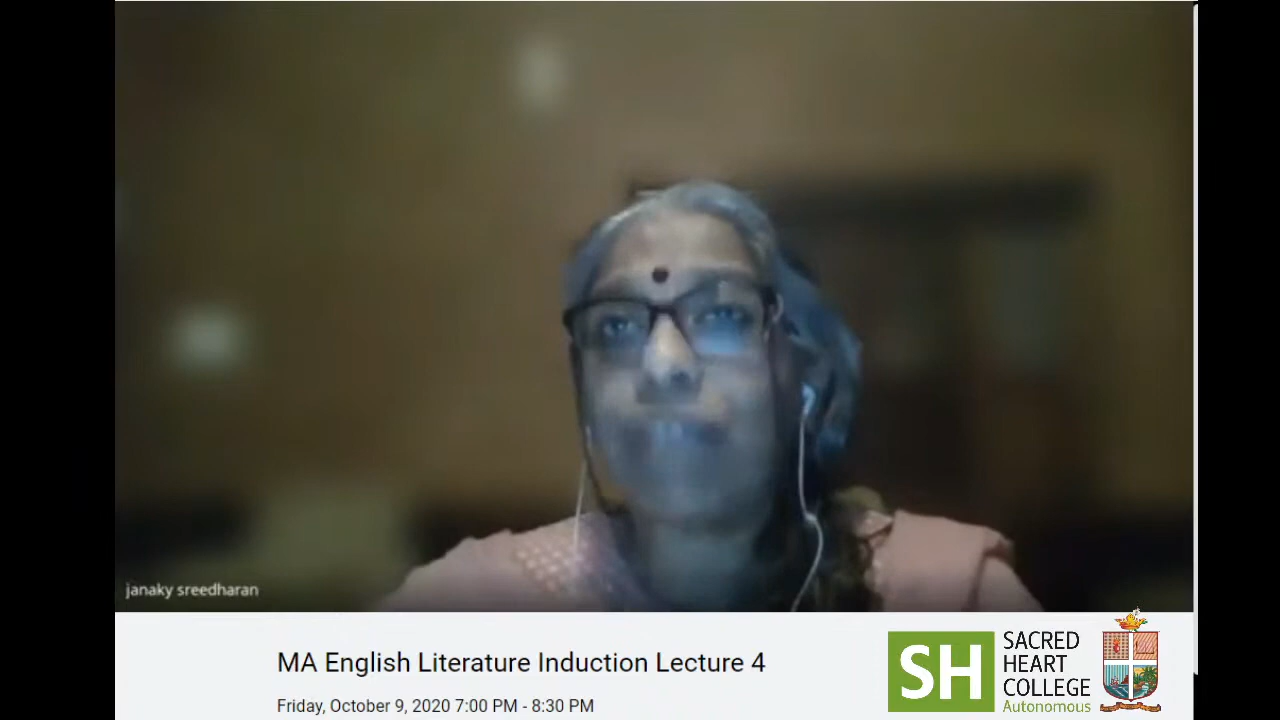 janaky sreedharan
MA English Literature Induction Lecture 4
Friday, October 9, 2020 7:00 PM - 8:30 PM
SH
SACRED
HEART
COLLEGE
Autonomous